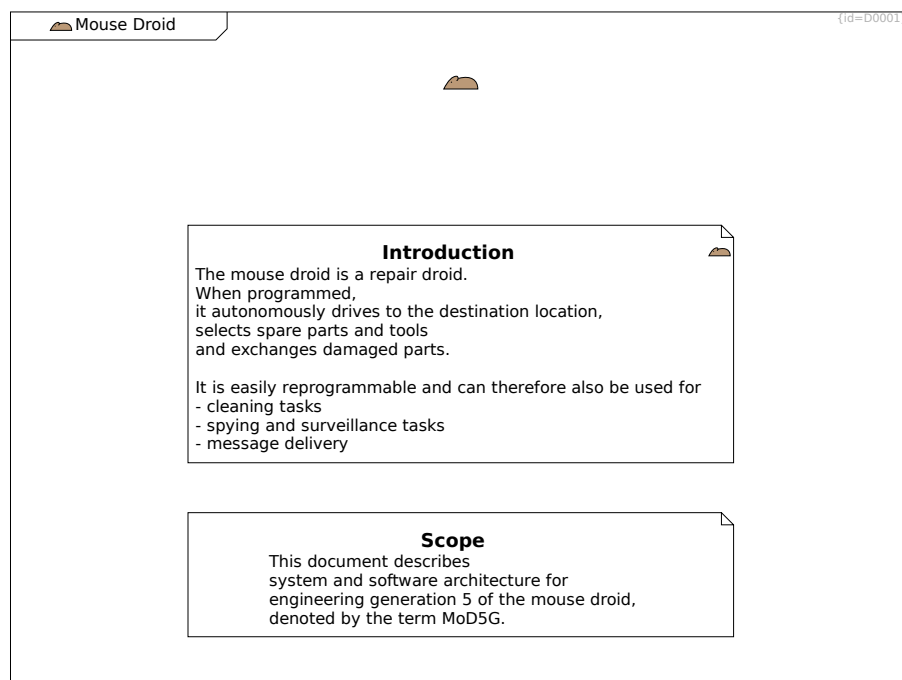 Mouse Droid
{id=D0001
Introduction
The mouse droid is a repair droid.
When programmed,
it autonomously drives to the destination location,
selects spare parts and tools
and exchanges damaged parts.
It is easily reprogrammable and can therefore also be used for
- cleaning tasks
- spying and surveillance tasks
- message delivery
Scope
This document describes
system and software architecture for
engineering generation 5 of the mouse droid,
denoted by the term MoD5G.